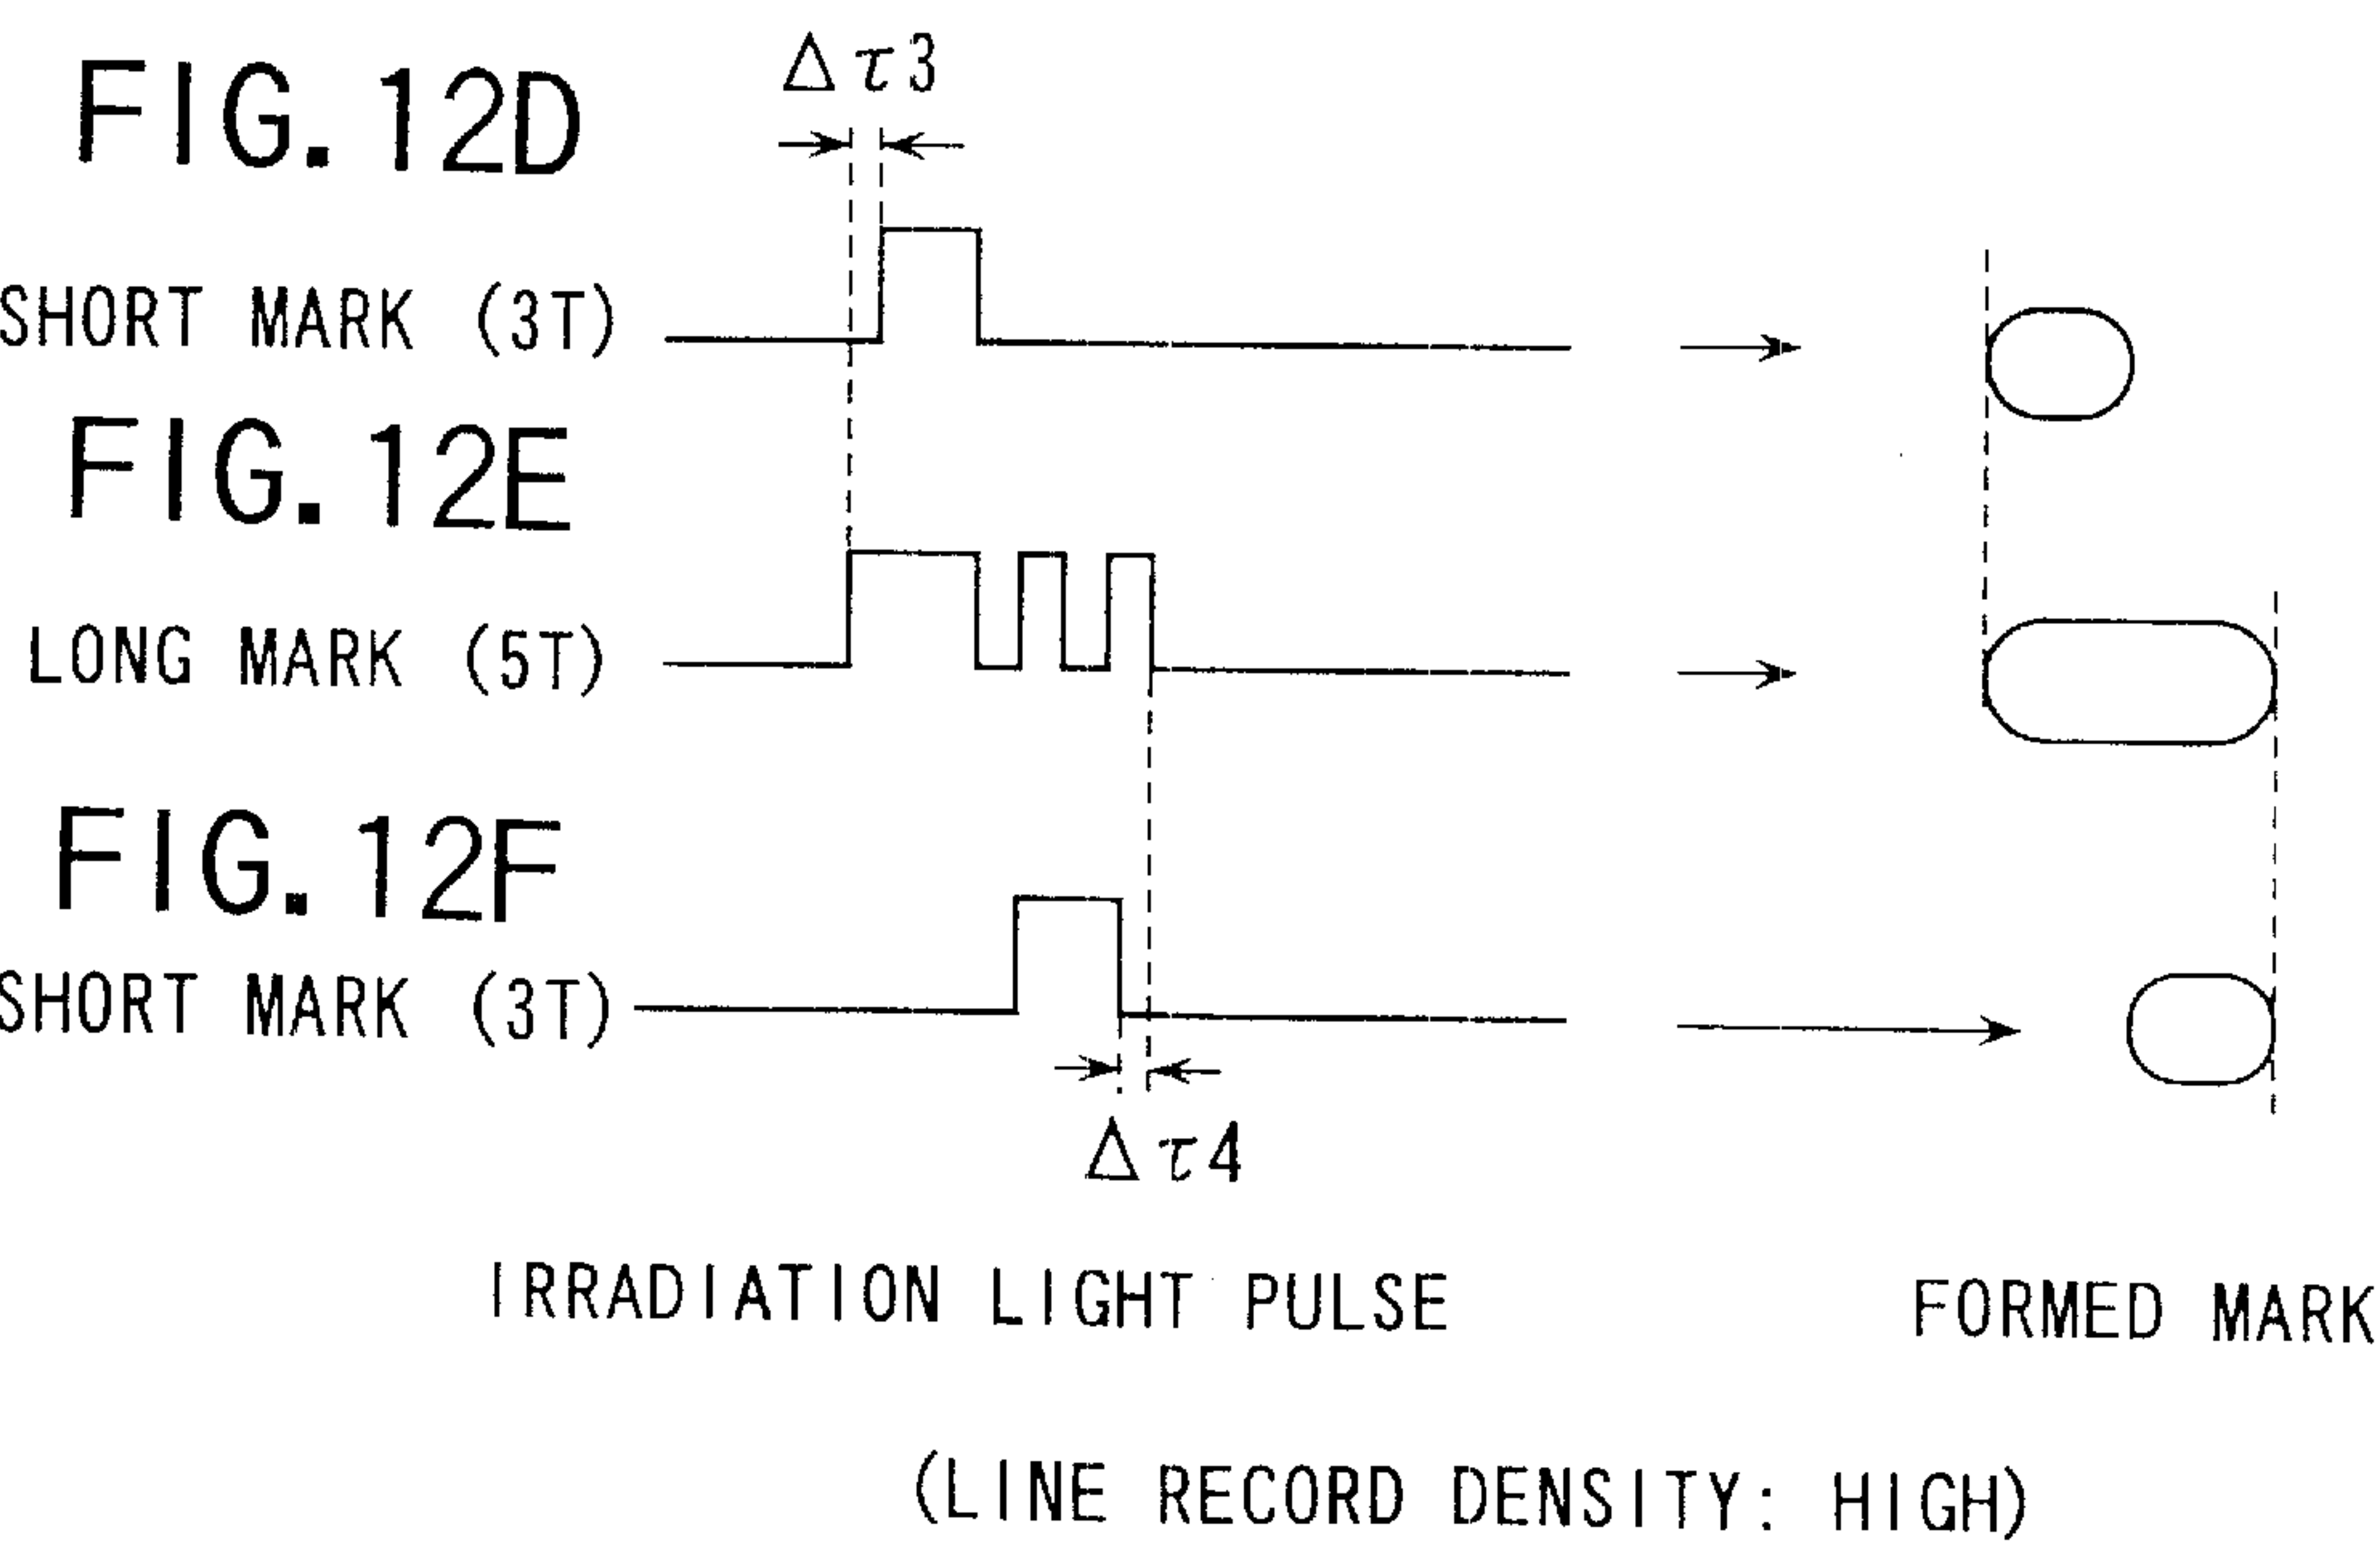 FIG. 12D
Δτ3
SHORT MARK (3T)
FIG. 12E
LONG MARK (5T)
FIG. 12F
SHORT MARK (3T)
Δτ4
IRRADIATION LIGHT PULSE
FORMED MARK
(LINE RECORD DENSITY: HIGH)